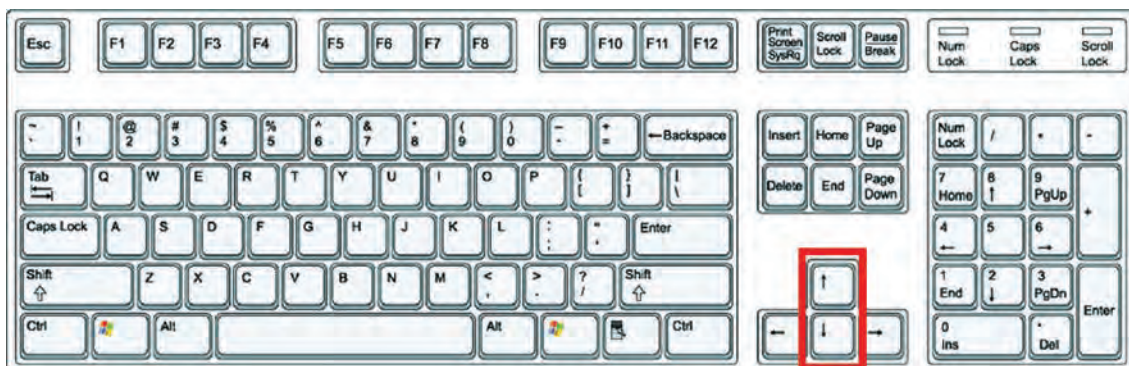 Esc F1 F2 F3 F4 F5 F6 F7 F8 F9 F10 F11 F12 Print Screen SysRq Scroll Lock Pause Break Num Lock Caps Lock Scroll Lock
~ ` ! 1 @ 2 # 3 $ 4 % 5 ^ 6 & 7 * 8 ( 9 ) 0 – - + = ←Backspace Insert Home Page Up Num Lock / * -
Tab Q W E R T Y U I O P { [ } ] | \ Delete End Page Down 7 Home 8 ↑ 9 PgUp +
Caps Lock A S D F G H J K L : ; " ' Enter 4 ← 5 6 →
Shift Z X C V B N M < , > . ? / Shift ↑ 1 End 2 ↓ 3 PgDn Enter
Ctrl Alt Alt Ctrl ← ↓ → 0 Ins . Del